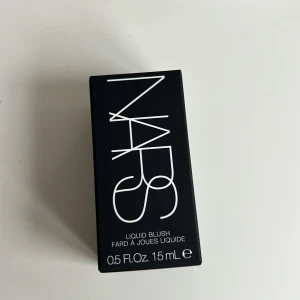 NARS
LIQUID BLUSH
FARD À JOUES LIQUIDE
0.5 Fl.Oz. 15 mL ℮